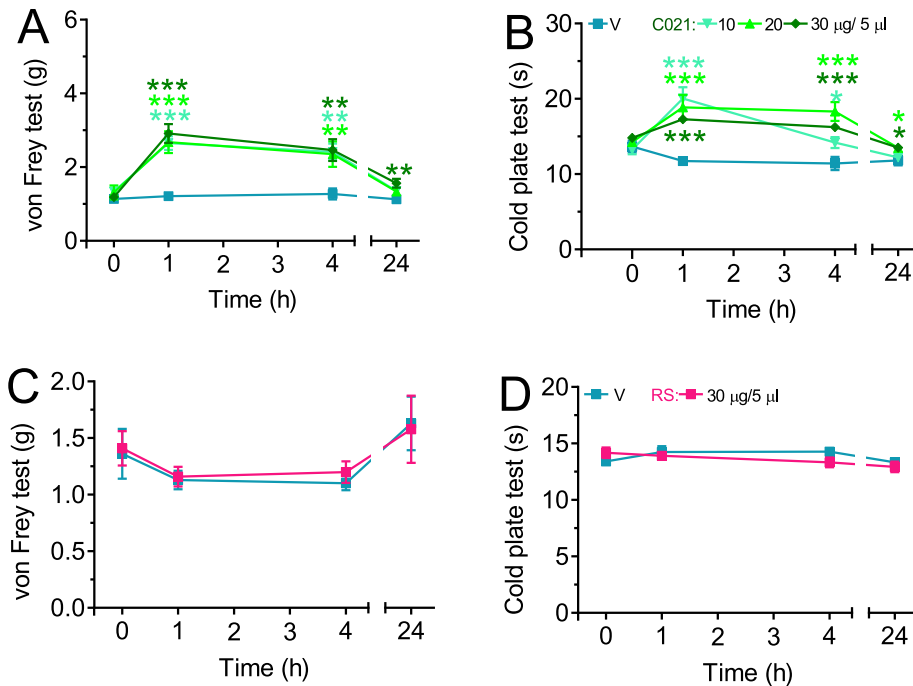 A
von Frey test (g)
6
4
2
0
***
***
***
**
**
**
**
0 1 2 3 4 24
Time (h)
B
V C021: 10 20 30 µg/ 5 µl
Cold plate test (s)
30
20
10
0
***
***
***
***
***
*
*
*
0 1 2 3 4 24
Time (h)
C
von Frey test (g)
2.0
1.5
1.0
0.5
0.0
0 1 2 3 4 24
Time (h)
D
V RS: 30 µg/5 µl
Cold plate test (s)
20
15
10
5
0
0 1 2 3 4 24
Time (h)